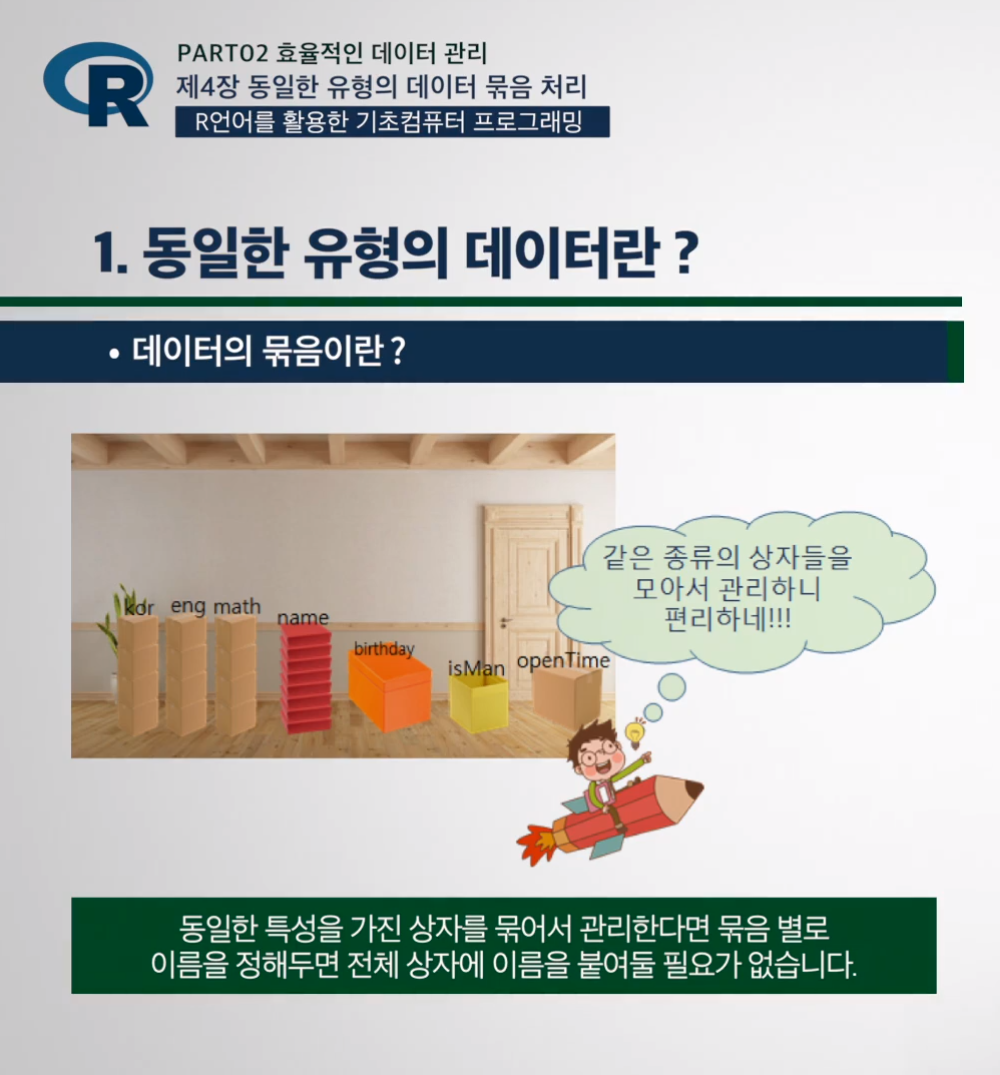 R
PART02 효율적인 데이터 관리
제4장 동일한 유형의 데이터 묶음 처리
R언어를 활용한 기초컴퓨터 프로그래밍
1. 동일한 유형의 데이터란 ?
• 데이터의 묶음이란 ?
kor eng math
name
birthday
isMan
openTime
같은 종류의 상자들을
모아서 관리하니
편리하네!!!
동일한 특성을 가진 상자를 묶어서 관리한다면 묶음 별로
이름을 정해두면 전체 상자에 이름을 붙여둘 필요가 없습니다.